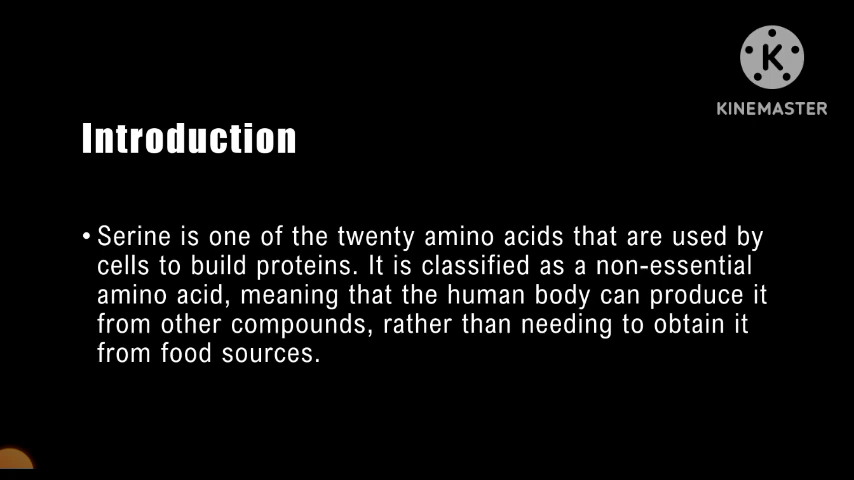 KINEMASTER
Introduction
• Serine is one of the twenty amino acids that are used by
cells to build proteins. It is classified as a non-essential
amino acid, meaning that the human body can produce it
from other compounds, rather than needing to obtain it
from food sources.